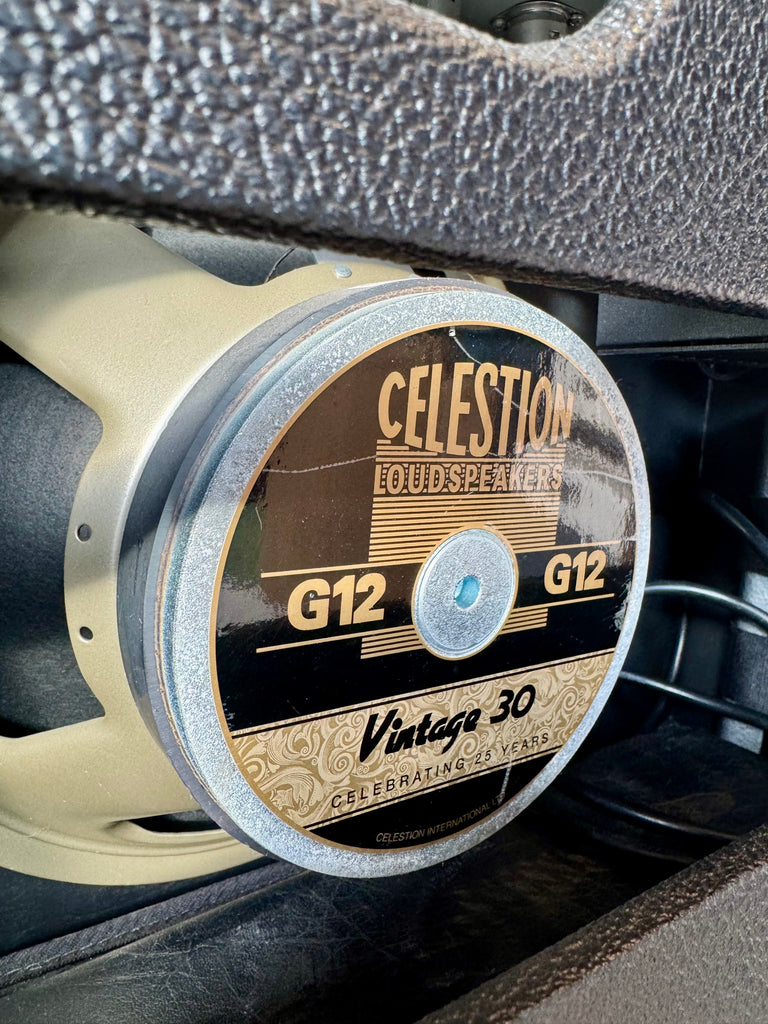 CELESTION
LOUDSPEAKERS
G12 G12
Vintage 30
CELEBRATING 25 YEARS
CELESTION INTERNATIONAL